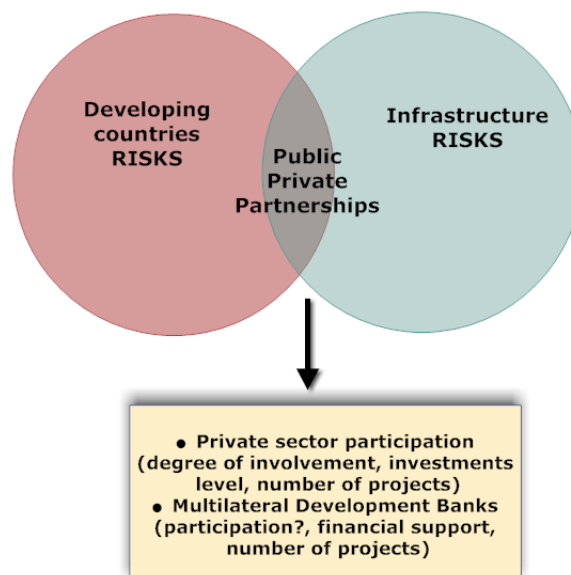 Developing
countries
RISKS
Infrastructure
RISKS
Public
Private
Partnerships
● Private sector participation
(degree of involvement, investments
level, number of projects)
● Multilateral Development Banks
(participation?, financial support,
number of projects)